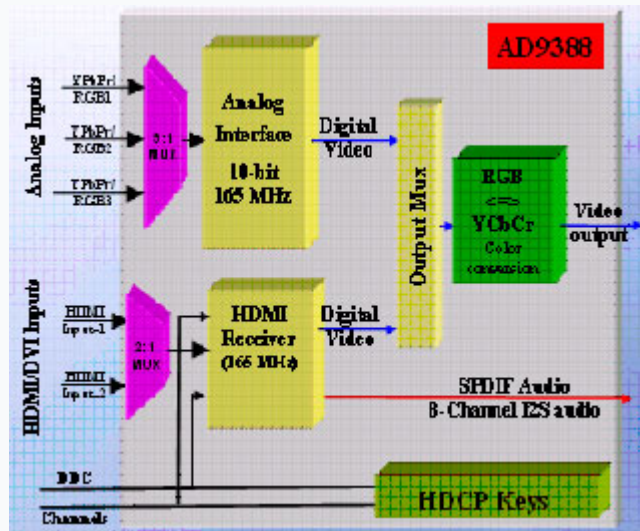 AD9388
Analog Inputs
YPbPr/
RGB1
YPbPr/
RGB2
YPbPr/
RGB3
3:1
MUX
Analog
Interface
10-bit
165 MHz
Digital
Video
Output Mux
RGB
<=>
YCbCr
Color
conversion
Video
output
HDMI/DVI Inputs
HDMI
Input-1
HDMI
Input-2
2:1
MUX
HDMI
Receiver
(165 MHz)
Digital
Video
SPDIF Audio
8-Channel I2S audio
DDC
Channels
HDCP Keys